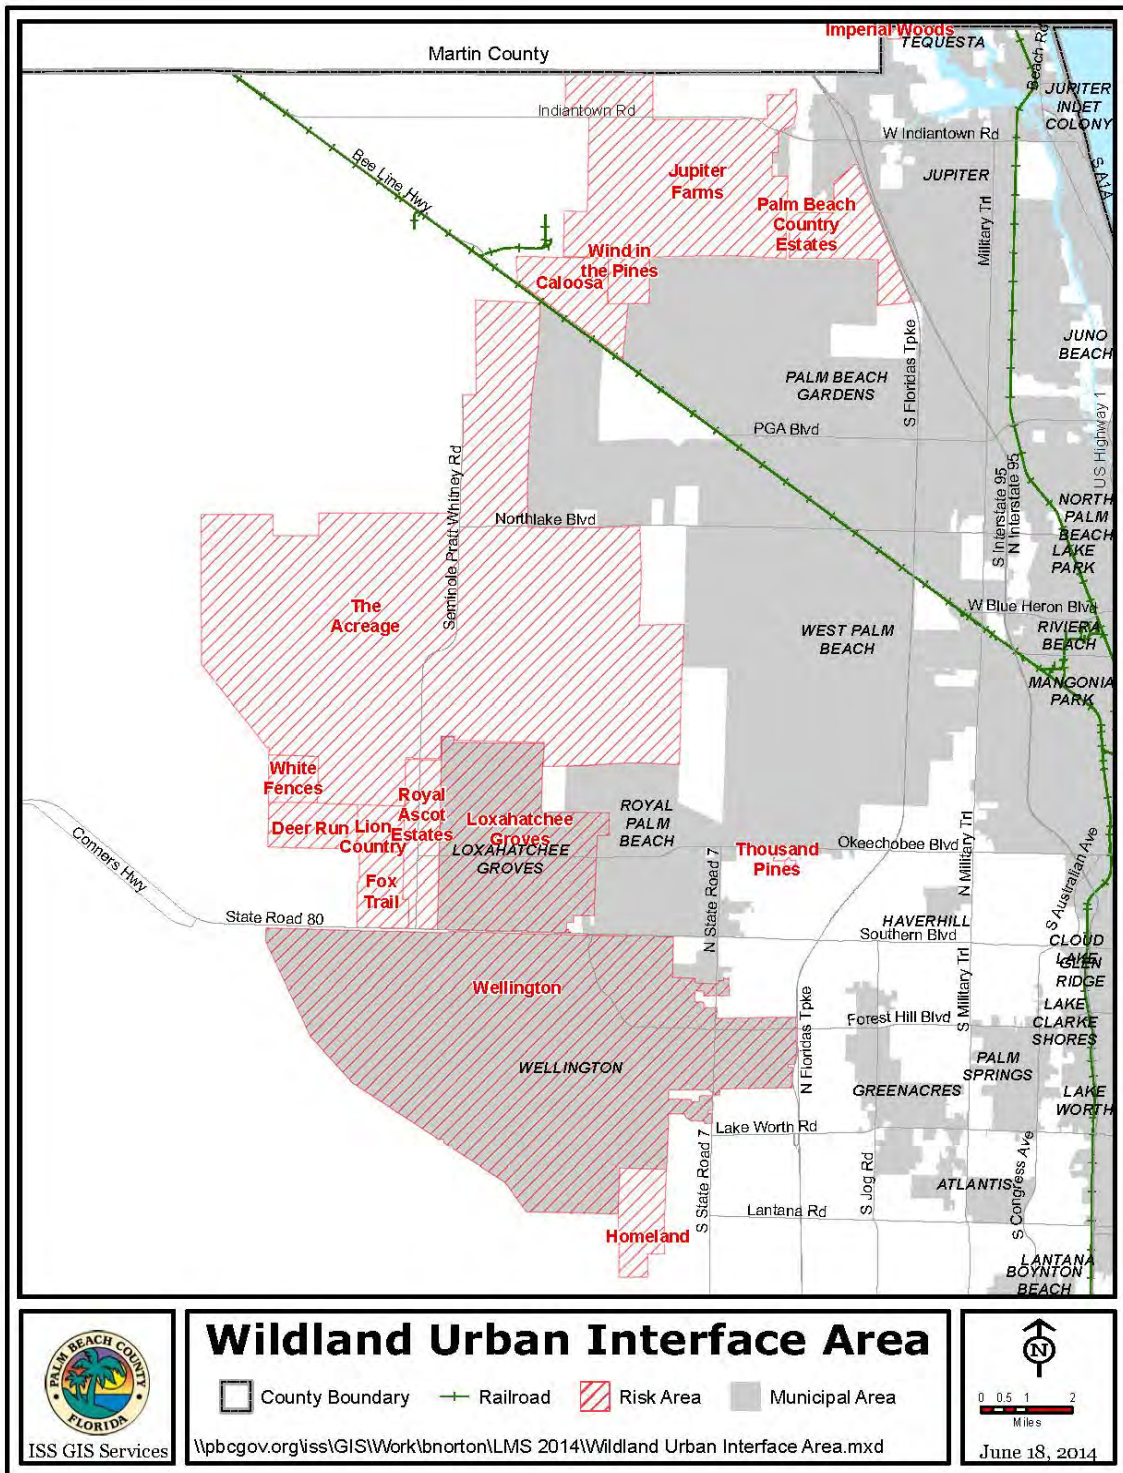 Imperial Woods
Martin County
TEQUESTA
Beach Rd
JUPITER
INLET
COLONY
Indiantown Rd
W Indiantown Rd
Bee Line Hwy
Jupiter
Farms
JUPITER
S A1A
Palm Beach
Country
Estates
Military Trl
Wind in
the Pines
Caloosa
JUNO
BEACH
S Floridas Tpke
PALM BEACH
GARDENS
PGA Blvd
US Highway 1
Seminole Pratt Whitney Rd
S Interstate 95
N Interstate 95
NORTH
PALM
BEACH
Northlake Blvd
LAKE
PARK
The
Acreage
W Blue Heron Blvd
RIVIERA
BEACH
WEST PALM
BEACH
MANGONIA
PARK
White
Fences
Royal
Ascot
Estates
Deer Run
Lion
Country
Loxahatchee
Groves
LOXAHATCHEE
GROVES
ROYAL
PALM
BEACH
Conners Hwy
Thousand
Pines
Okeechobee Blvd
N Military Trl
S Australian Ave
Fox
Trail
State Road 80
N State Road 7
HAVERHILL
Southern Blvd
CLOUD
LAKE
GLEN
RIDGE
Wellington
S Military Trl
LAKE
CLARKE
SHORES
Forest Hill Blvd
N Floridas Tpke
WELLINGTON
PALM
SPRINGS
GREENACRES
LAKE
WORTH
Lake Worth Rd
S State Road 7
S Jog Rd
S Congress Ave
ATLANTIS
Lantana Rd
Homeland
LANTANA
BOYNTON
BEACH
PALM BEACH COUNTY
FLORIDA
ISS GIS Services
Wildland Urban Interface Area
County Boundary
Railroad
Risk Area
Municipal Area
\\pbcgov.org\iss\GIS\Work\bnorton\LMS 2014\Wildland Urban Interface Area.mxd
N
0 0.5 1 2
Miles
June 18, 2014